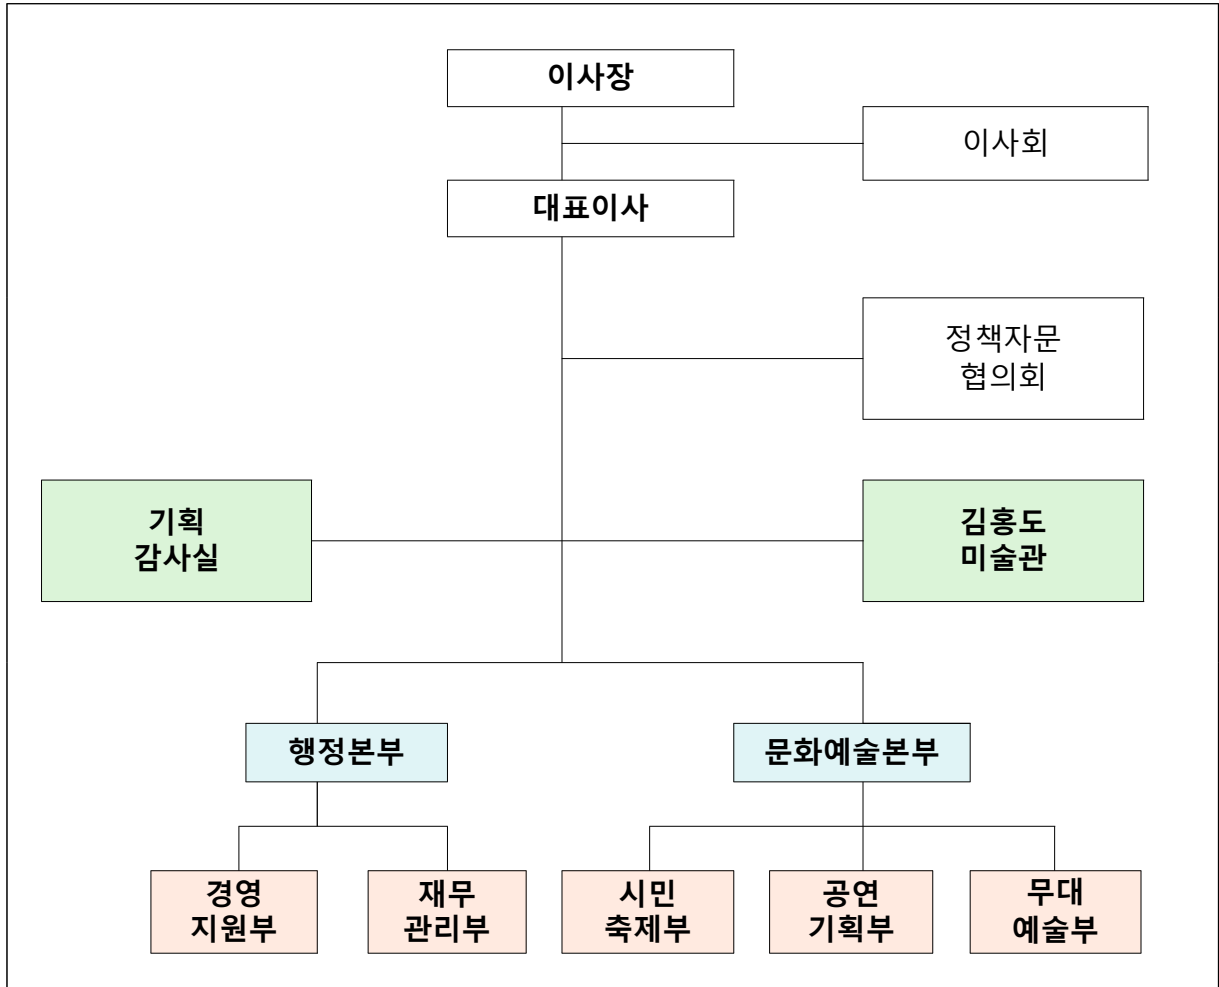 이사장
이사회
대표이사
정책자문
협의회
기획
감사실
김홍도
미술관
행정본부
문화예술본부
경영
지원부
재무
관리부
시민
축제부
공연
기획부
무대
예술부